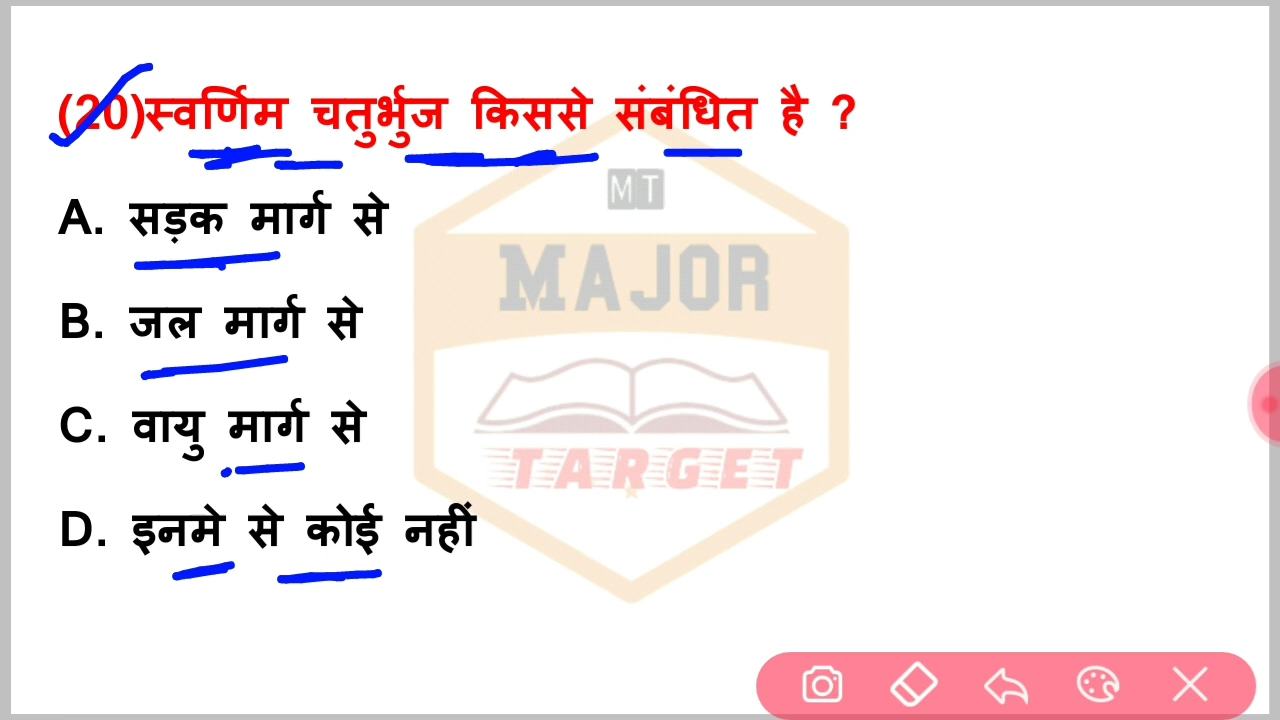 (20)स्वर्णिम चतुर्भुज किससे संबंधित है ?
MT
A. सड़क मार्ग से
MAJOR
B. जल मार्ग से
C. वायु मार्ग से
TARGET
D. इनमे से कोई नहीं